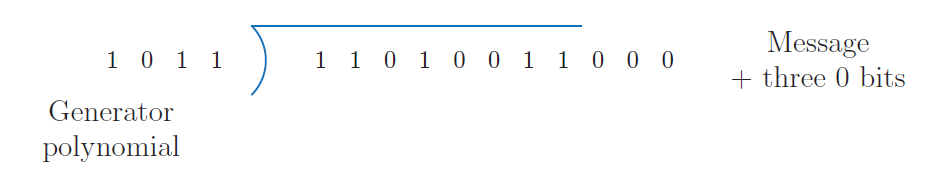 1 0 1 1 1 1 0 1 0 0 1 1 0 0 0
Generator
polynomial
Message
+ three 0 bits